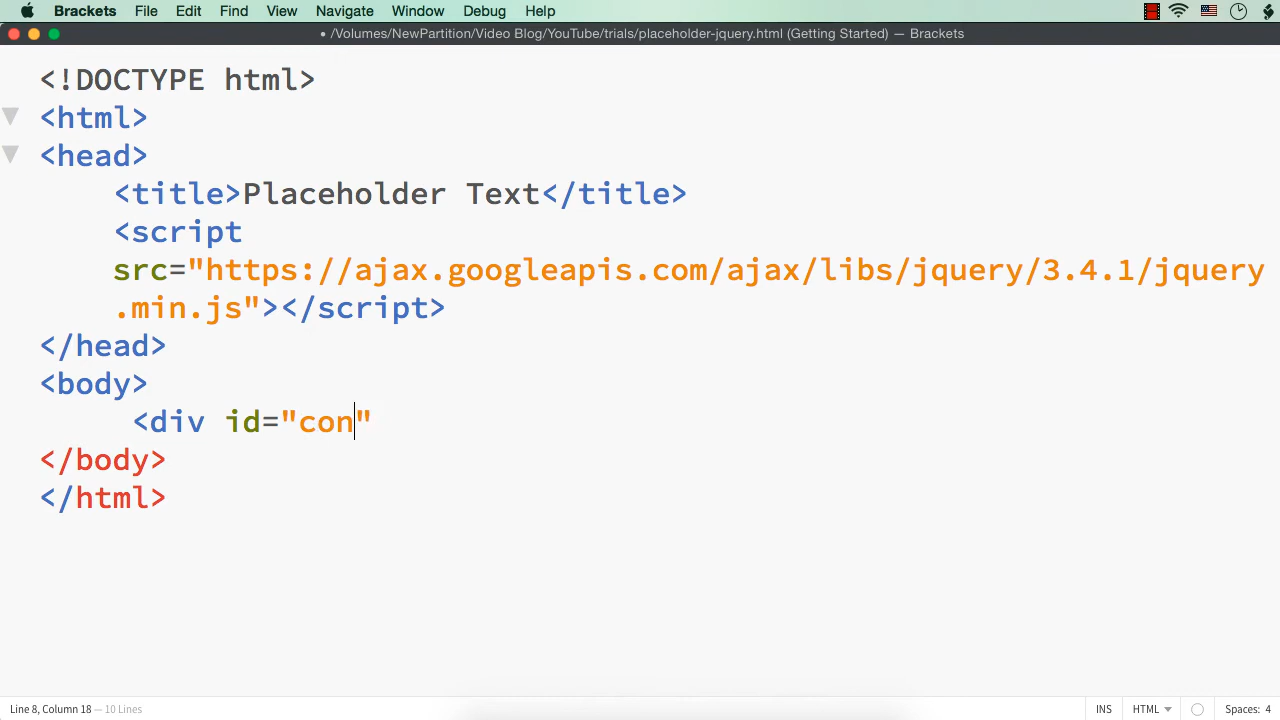 Brackets File Edit Find View Navigate Window Debug Help
• /Volumes/NewPartition/Video Blog/YouTube/trials/placeholder-jquery.html (Getting Started) — Brackets
<!DOCTYPE html>
<html>
<head>
<title>Placeholder Text</title>
<script
src="https://ajax.googleapis.com/ajax/libs/jquery/3.4.1/jquery
.min.js"></script>
</head>
<body>
<div id="con"
</body>
</html>
Line 8, Column 18 — 10 Lines INS HTML Spaces: 4